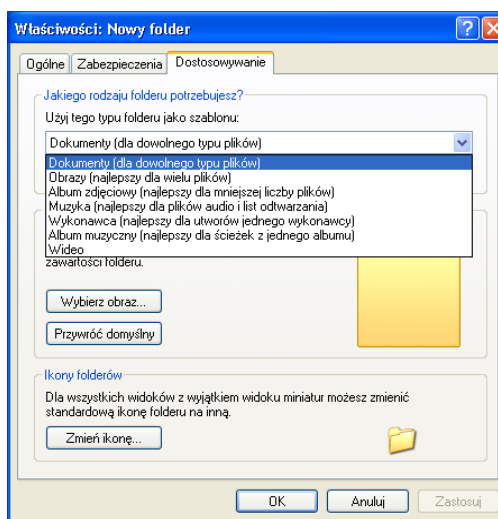 Właściwości: Nowy folder
Ogólne Zabezpieczenia Dostosowywanie
Jakiego rodzaju folderu potrzebujesz?
Użyj tego typu folderu jako szablonu:
Dokumenty (dla dowolnego typu plików)
Dokumenty (dla dowolnego typu plików)
Obrazy (najlepszy dla wielu plików)
Album zdjęciowy (najlepszy dla mniejszej liczby plików)
Muzyka (najlepszy dla plików audio i list odtwarzania)
Wykonawca (najlepszy dla utworów jednego wykonawcy)
Album muzyczny (najlepszy dla ścieżek z jednego albumu)
Wideo
zawartości folderu.
Wybierz obraz...
Przywróć domyślny
Ikony folderów
Dla wszystkich widoków z wyjątkiem widoku miniatur możesz zmienić
standardową ikonę folderu na inną.
Zmień ikonę...
OK Anuluj Zastosuj